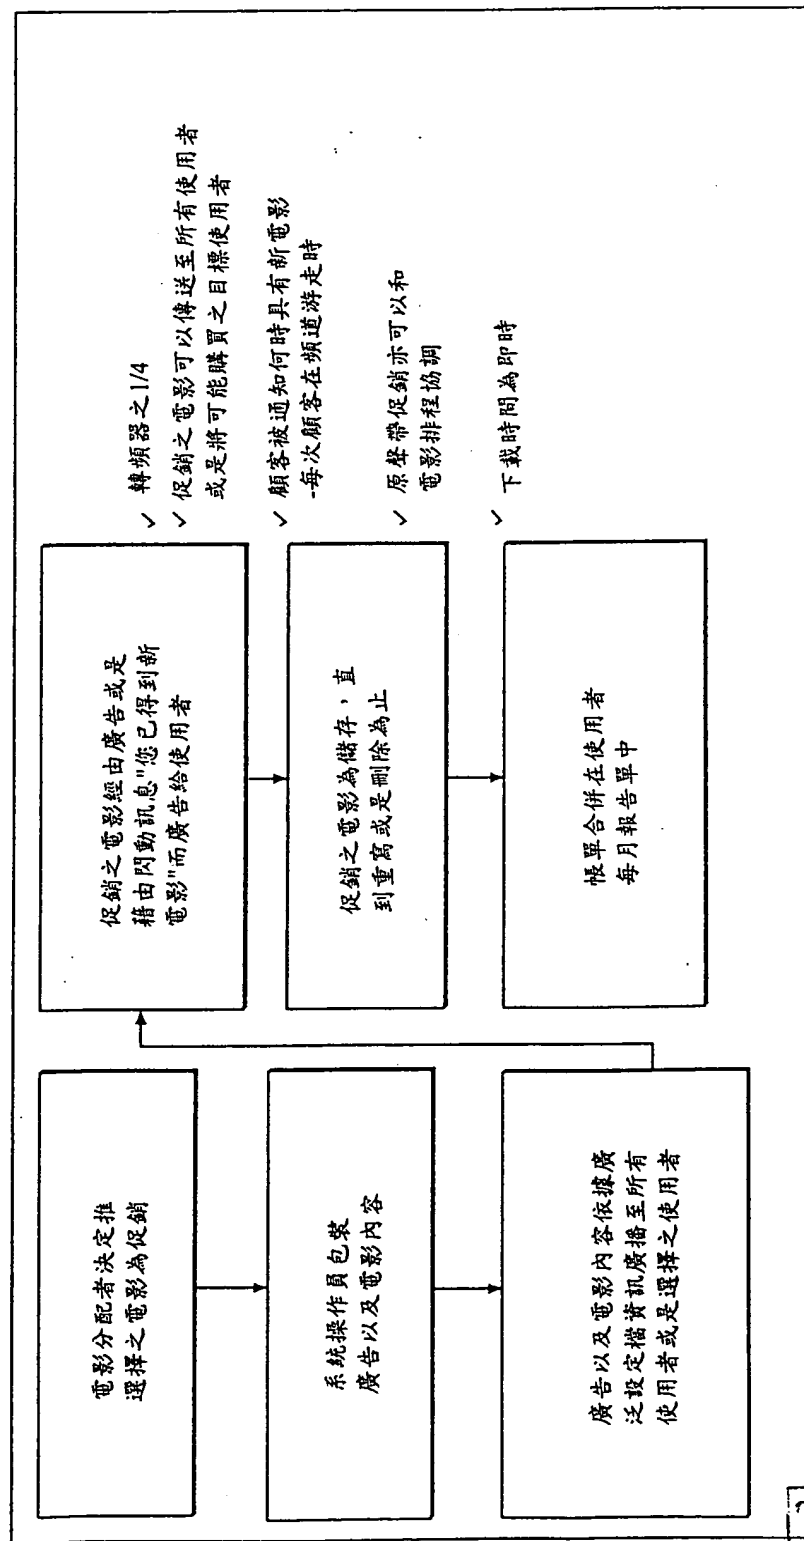 電影分配者決定推
選擇之電影為促銷
系統操作員包裝
廣告以及電影內容
廣告以及電影內容依據廣
泛設定檔資訊廣播至所有
使用者或是選擇之使用者
促銷之電影經由廣告或是
藉由閃動訊息"您已得到新
電影"而廣告給使用者
促銷之電影為儲存，直
到重寫或是刪除為止
帳單合併在使用者
每月報告單中
✓ 轉頻器之1/4
✓ 促銷之電影可以傳送至所有使用者
或是將可能購買之目標使用者
✓ 顧客被通知何時具有新電影
-每次顧客在頻道游走時
✓ 原聲帶促銷亦可以和
電影排程協調
✓ 下載時間為即時